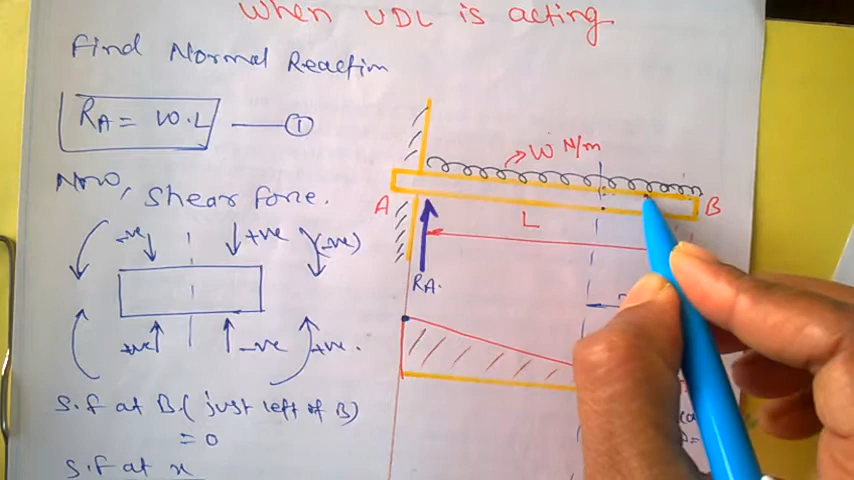 When UDL is acting
Find Normal Reaction
RA = W.L —— ①
Now, Shear force.
-ve +ve (-ve)
+ve -ve +ve.
S.f at B (just left of B)
= 0
S.f at x
W N/m
A
B
L
RA.